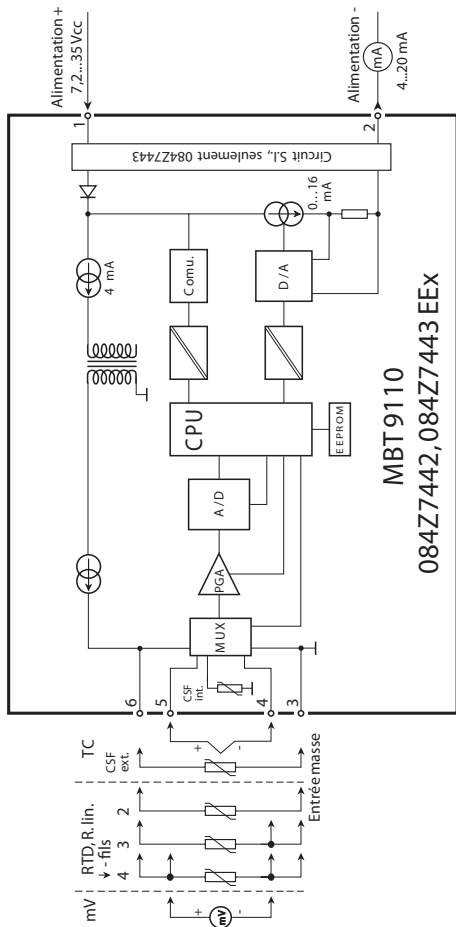 Alimentation +
7,2...35 Vcc
Alimentation -
mA
4...20 mA
1
2
Circuit S.I., seulement 084Z7443
4 mA
0...16
mA
Comu.
D/A
CPU
EEPROM
A/D
PGA
MUX
CSF
int.
MBT 9110
084Z7442, 084Z7443 EEx
6
5
4
3
TC
CSF
ext.
+
-
Entrée masse
RTD, R. lin.
- fils
2
3
4
mV
+
mV
-